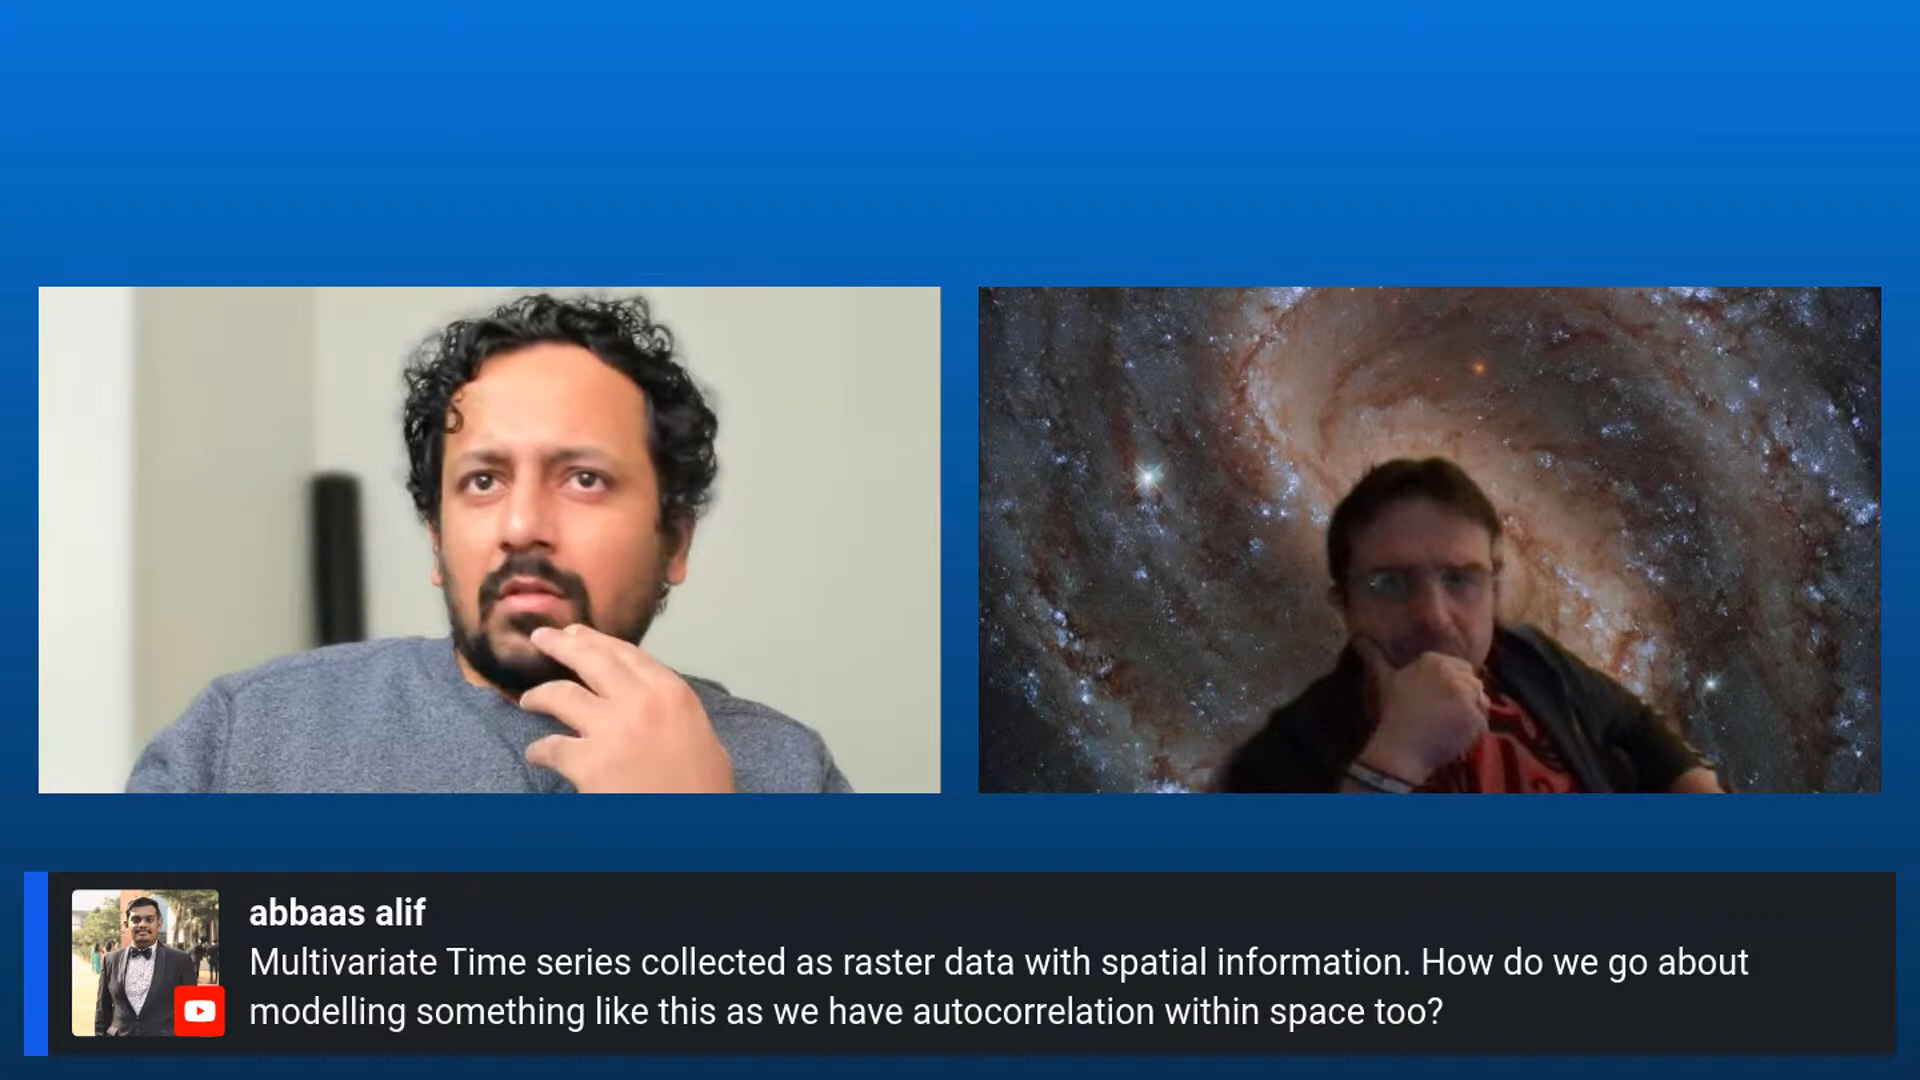 abbaas alif
Multivariate Time series collected as raster data with spatial information. How do we go about
modelling something like this as we have autocorrelation within space too?